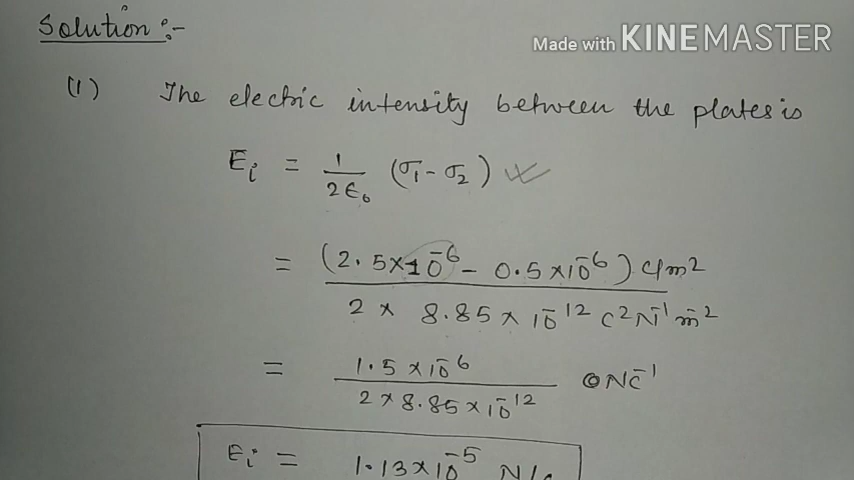 Solution :-
Made with KINEMASTER
(1) The electric intensity between the plates is
Ei = 1 / 2ϵ₀ (σ1 - σ2)
= (2.5×10⁻⁶ - 0.5×10⁻⁶) C/m²
2 × 8.85 × 10⁻¹² C² N⁻¹ m⁻²
= 1.5 × 10⁻⁶
2 × 8.85 × 10⁻¹² NC⁻¹
Ei = 1.13×10⁻⁵